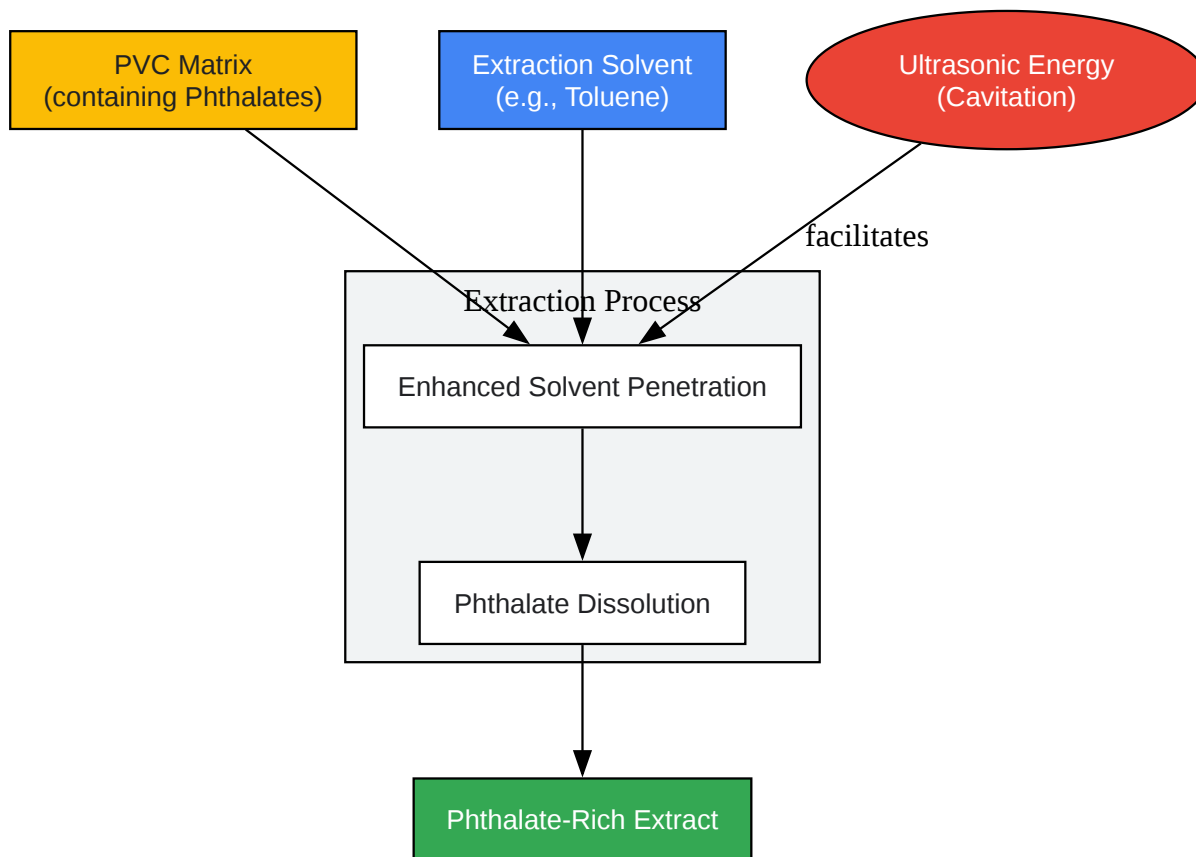 PVC Matrix
(containing Phthalates)
Extraction Solvent
(e.g., Toluene)
Ultrasonic Energy
(Cavitation)
facilitates
Extraction Process
Enhanced Solvent Penetration
Phthalate Dissolution
Phthalate-Rich Extract